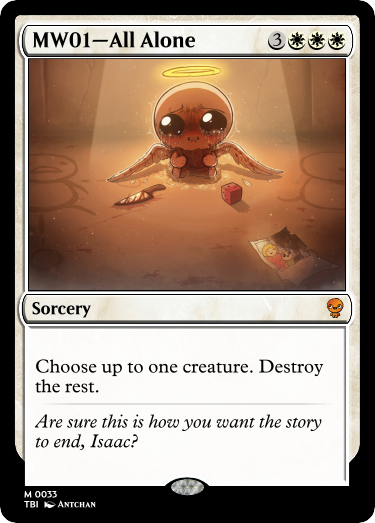 MW01—All Alone 3
Sorcery
Choose up to one creature. Destroy
the rest.
Are sure this is how you want the story
to end, Isaac?
M 0033
TBI Antchan